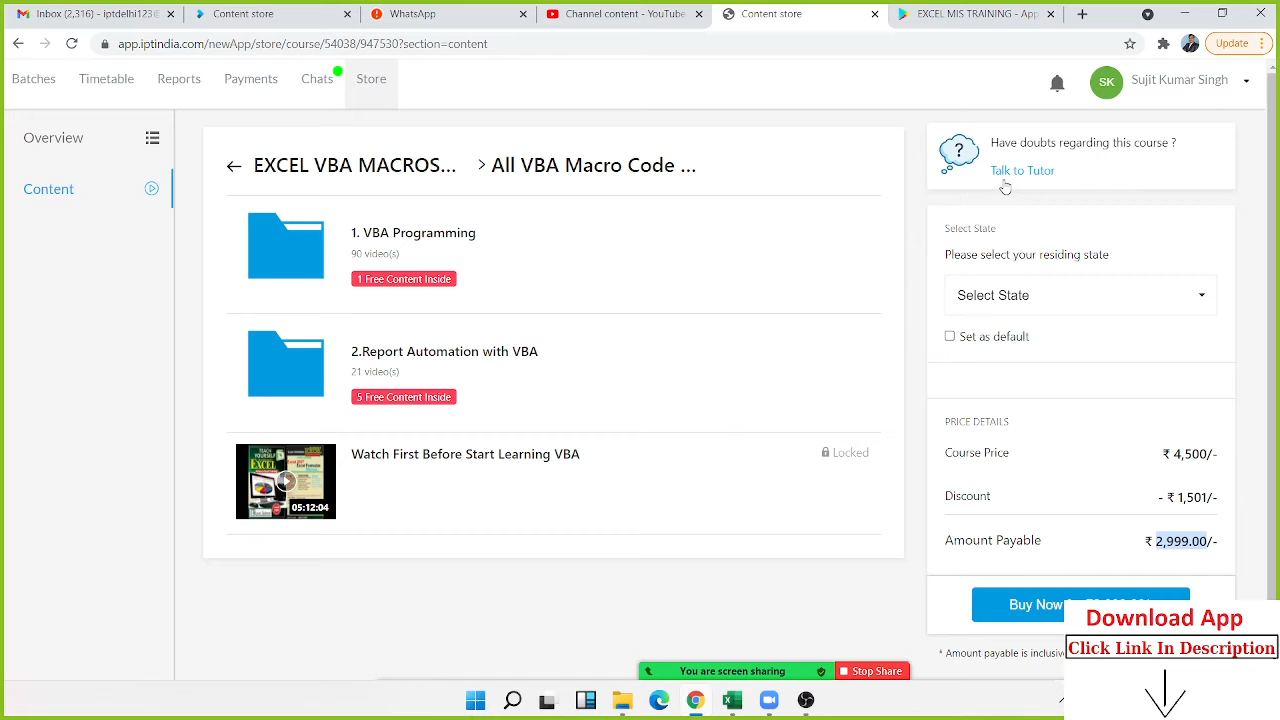 Inbox (2,316) - iptdelhi123@
Content store
WhatsApp
Channel content - YouTube
Content store
EXCEL MIS TRAINING - App
app.iptindia.com/newApp/store/course/54038/947530?section=content
Update
Batches
Timetable
Reports
Payments
Chats
Store
SK
Sujit Kumar Singh
Overview
Content
EXCEL VBA MACROS... > All VBA Macro Code ...
1. VBA Programming
90 video(s)
1 Free Content Inside
2.Report Automation with VBA
21 video(s)
5 Free Content Inside
Watch First Before Start Learning VBA
Locked
05:12:04
Have doubts regarding this course ?
Talk to Tutor
Select State
Please select your residing state
Select State
Set as default
PRICE DETAILS
Course Price ₹ 4,500/-
Discount - ₹ 1,501/-
Amount Payable ₹ 2,999.00/-
Buy Now
* Amount payable is inclusive
Download App
Click Link In Description
You are screen sharing
Stop Share